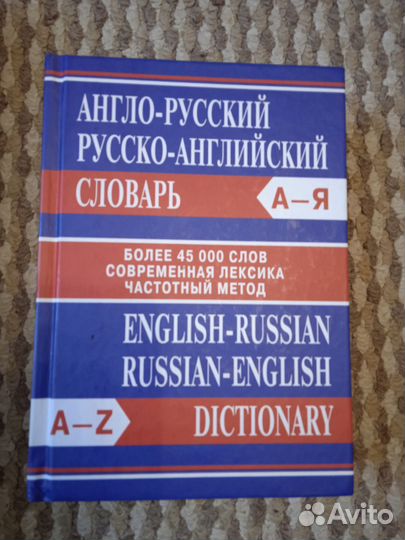 АНГЛО-РУССКИЙ
РУССКО-АНГЛИЙСКИЙ
СЛОВАРЬ
А–Я
БОЛЕЕ 45 000 СЛОВ
СОВРЕМЕННАЯ ЛЕКСИКА
ЧАСТОТНЫЙ МЕТОД
ENGLISH-RUSSIAN
RUSSIAN-ENGLISH
A–Z
DICTIONARY
Avito